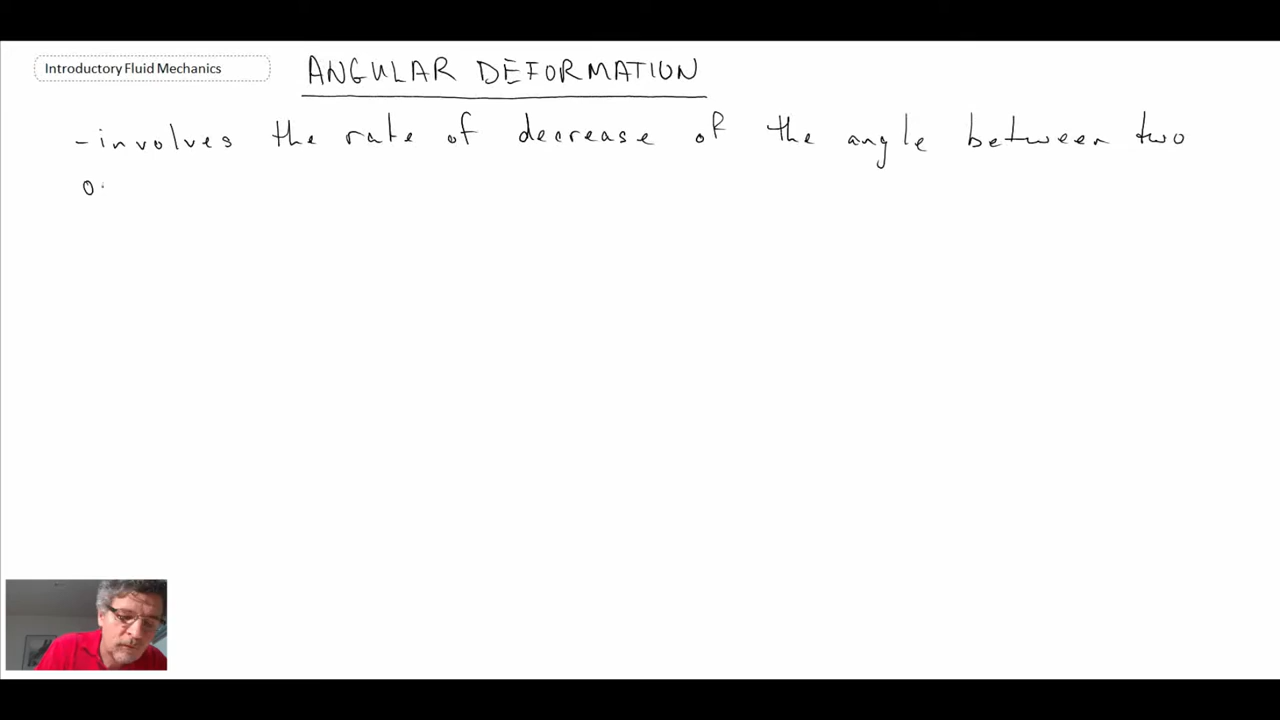 Introductory Fluid Mechanics
ANGULAR DEFORMATION
- involves the rate of decrease of the angle between two
o